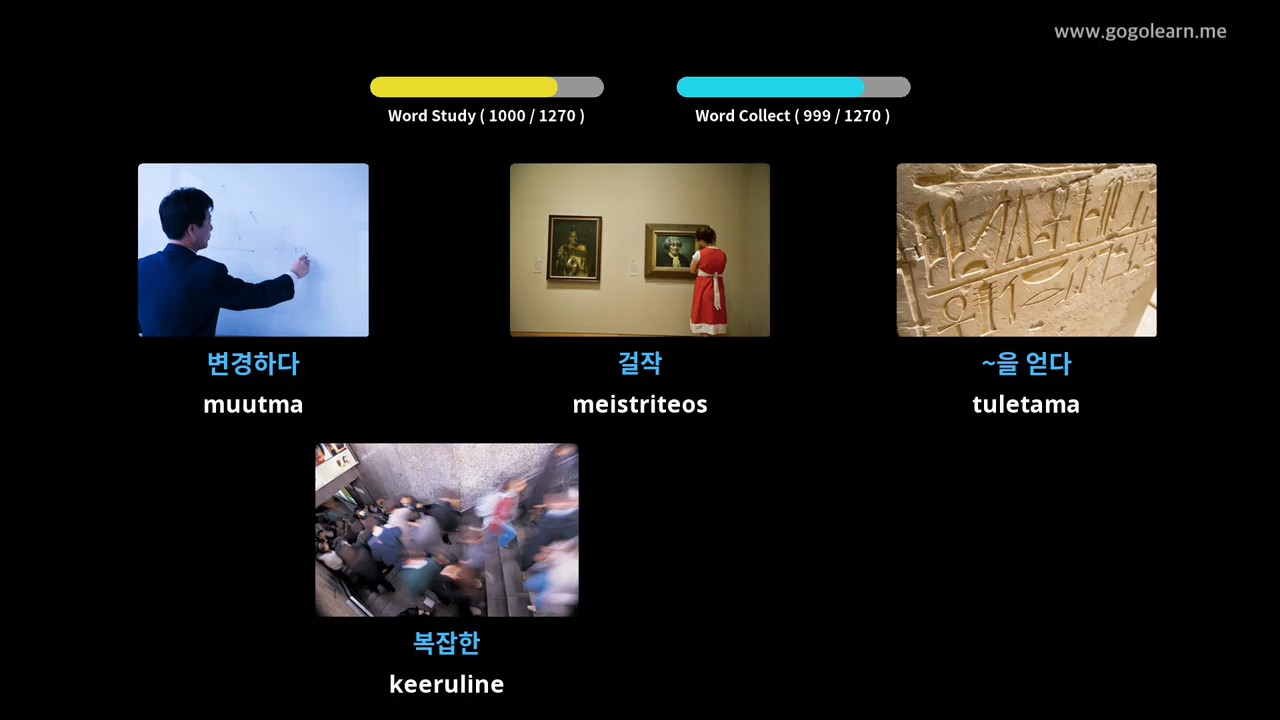 www.gogolearn.me
Word Study ( 1000 / 1270 )
Word Collect ( 999 / 1270 )
변경하다
걸작
~을 얻다
muutma
meistriteos
tuletama
복잡한
keeruline